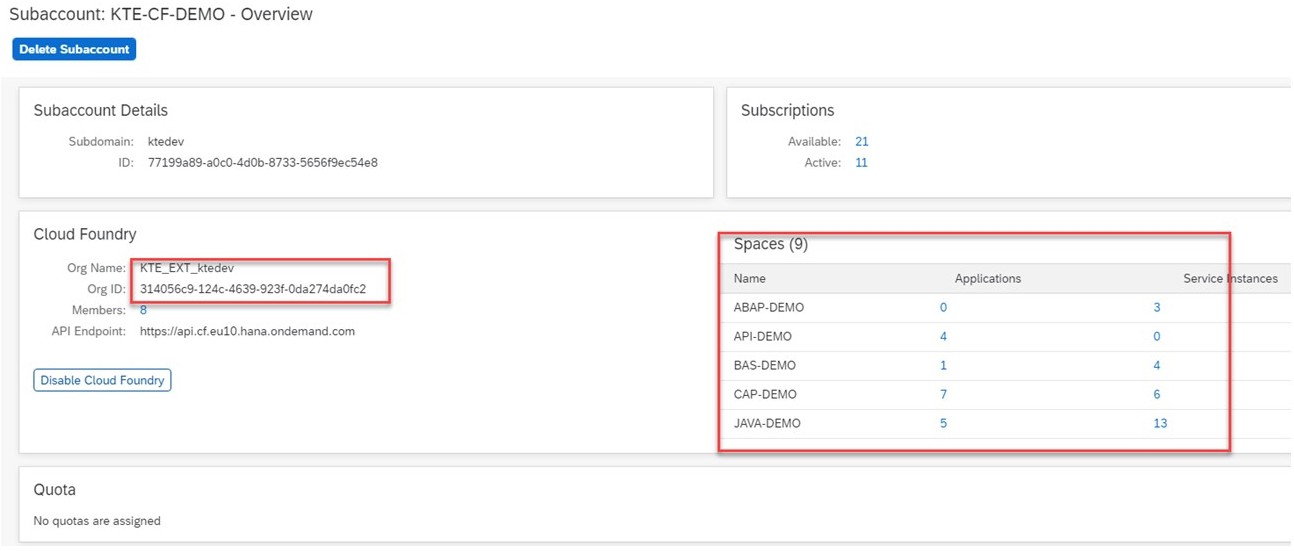 Subaccount: KTE-CF-DEMO - Overview
Delete Subaccount
Subaccount Details
Subdomain: ktedev
ID: 77199a89-a0c0-4d0b-8733-5656f9ec54e8
Subscriptions
Available: 21
Active: 11
Cloud Foundry
Org Name: KTE_EXT_ktedev
Org ID: 314056c9-124c-4639-923f-0da274da0fc2
Members: 8
API Endpoint: https://api.cf.eu10.hana.ondemand.com
Disable Cloud Foundry
Spaces (9)
Name Applications Service Instances
ABAP-DEMO 0 3
API-DEMO 4 0
BAS-DEMO 1 4
CAP-DEMO 7 6
JAVA-DEMO 5 13
Quota
No quotas are assigned